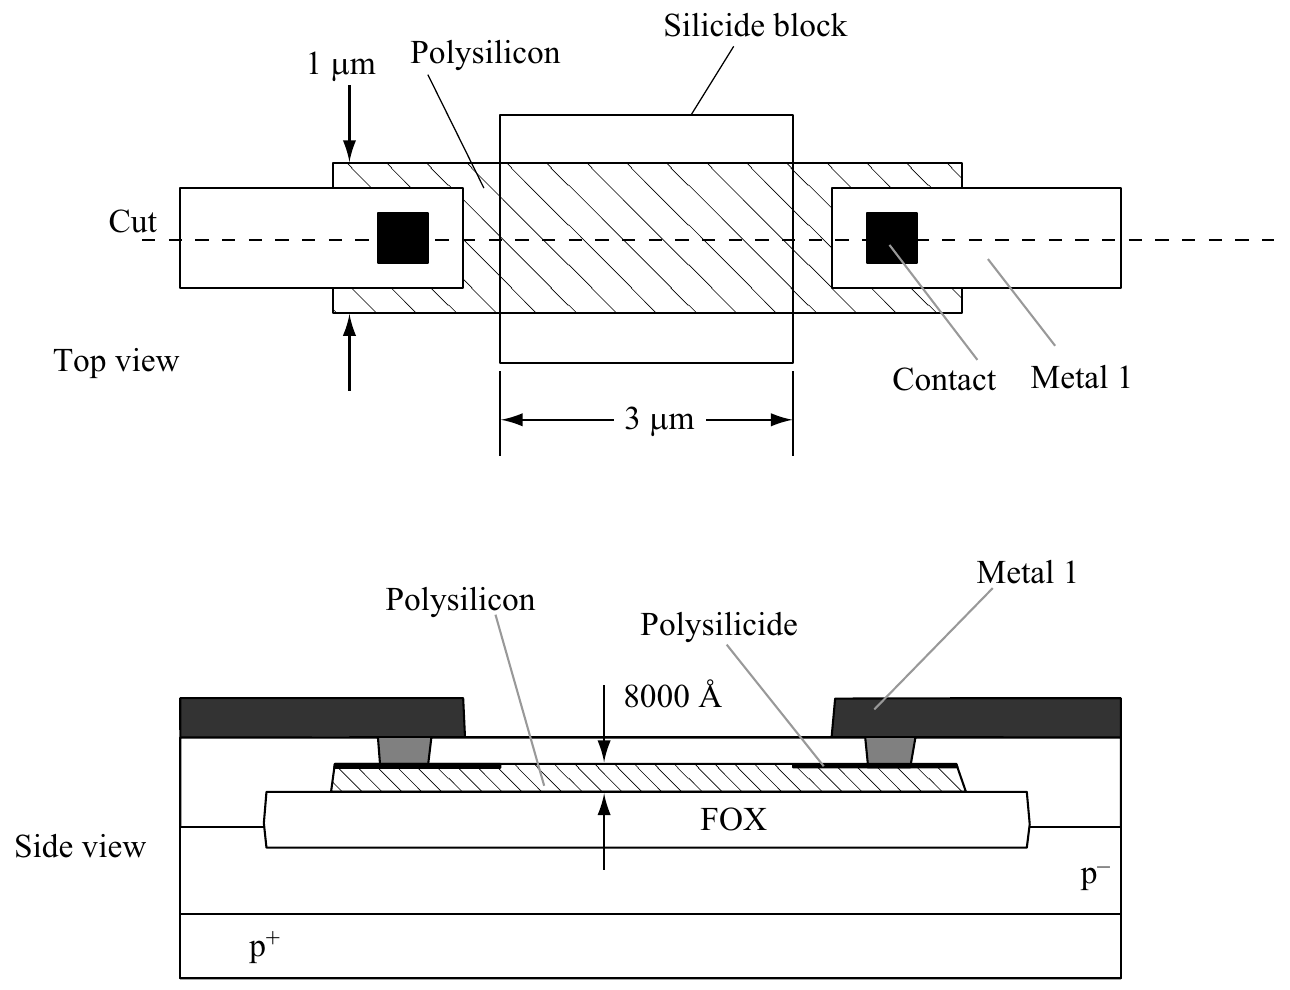 Silicide block
Polysilicon
1 μm
Cut
Top view
Contact
Metal 1
3 μm
Metal 1
Polysilicon
Polysilicide
8000 Å
FOX
Side view
p⁻
p⁺